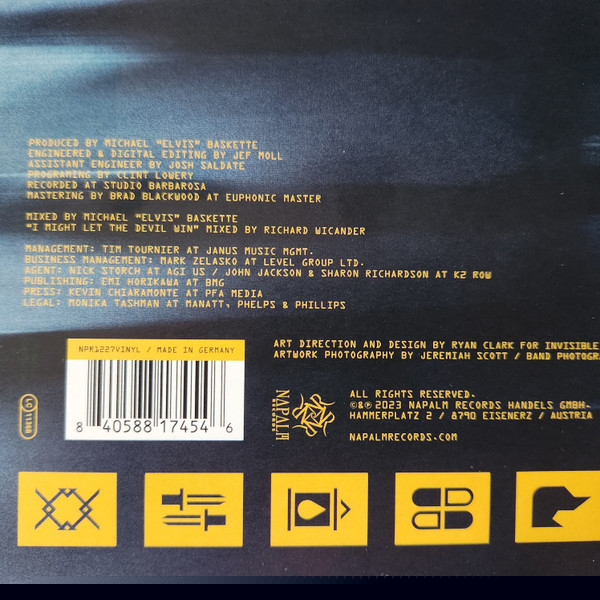 PRODUCED BY MICHAEL "ELVIS" BASKETTE
ENGINEERED & DIGITAL EDITING BY JEF MOLL
ASSISTANT ENGINEER BY JOSH SALDATE
PROGRAMING BY CLINT LOWERY
RECORDED AT STUDIO BARBAROSA
MASTERING BY BRAD BLACKWOOD AT EUPHONIC MASTER
MIXED BY MICHAEL "ELVIS" BASKETTE
"I MIGHT LET THE DEVIL WIN" MIXED BY RICHARD WICANDER
MANAGEMENT: TIM TOURNIER AT JANUS MUSIC MGMT.
BUSINESS MANAGEMENT: MARK ZELASKO AT LEVEL GROUP LTD.
AGENT: NICK STORCH AT AGI US / JOHN JACKSON & SHARON RICHARDSON AT K2 ROW
PUBLISHING: EMI HORIKAWA AT BMG
PRESS: KEVIN CHIARAMONTE AT PFA MEDIA
LEGAL: MONIKA TASHMAN AT MANATT, PHELPS & PHILLIPS
ART DIRECTION AND DESIGN BY RYAN CLARK FOR INVISIBLE
ARTWORK PHOTOGRAPHY BY JEREMIAH SCOTT / BAND PHOTOGRA
NPR1227VINYL / MADE IN GERMANY
8 40588 17454 6
LC 11380
NAPALM
RECORDS
ALL RIGHTS RESERVED.
©&℗ 2023 NAPALM RECORDS HANDELS GMBH.
HAMMERPLATZ 2 / 8790 EISENERZ / AUSTRIA
NAPALMRECORDS.COM